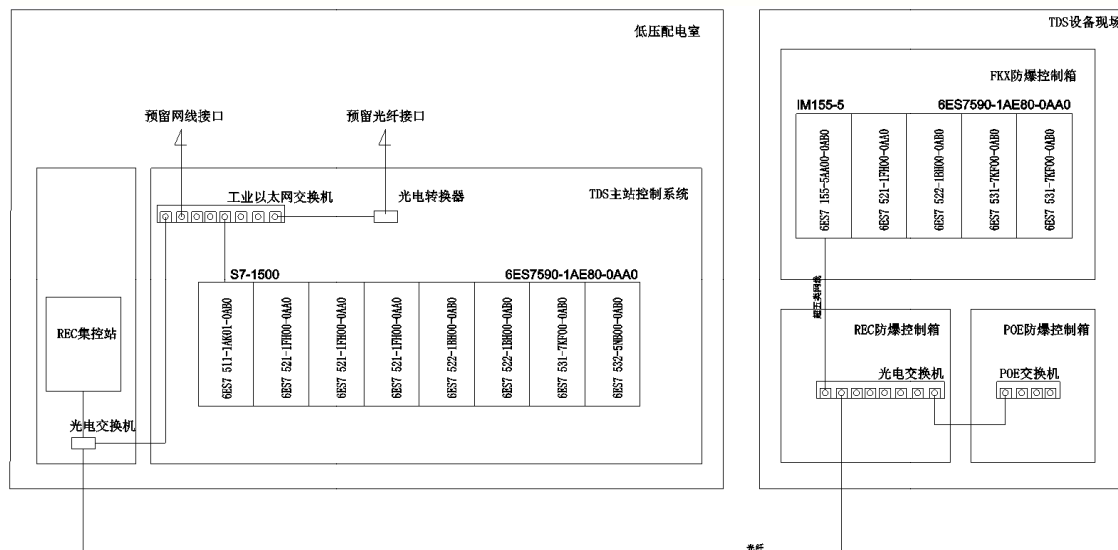 低压配电室
预留网线接口
预留光纤接口
工业以太网交换机
光电转换器
TDS主站控制系统
S7-1500
6ES7590-1AE80-0AA0
6ES7 511-1AK01-0AB0
6ES7 521-1FH00-0AA0
6ES7 521-1FH00-0AA0
6ES7 521-1FH00-0AA0
6ES7 522-1BH00-0AB0
6ES7 522-1BH00-0AB0
6ES7 531-7KF00-0AB0
6ES7 532-5NB00-0AB0
REC集控站
光电交换机
TDS设备现场
FKX防爆控制箱
IM155-5
6ES7590-1AE80-0AA0
6ES7 155-5AA00-0AB0
6ES7 521-1FH00-0AA0
6ES7 522-1BH00-0AB0
6ES7 531-7KF00-0AB0
6ES7 531-7KF00-0AB0
超五类网线
REC防爆控制箱
光电交换机
POE防爆控制箱
POE交换机
光纤